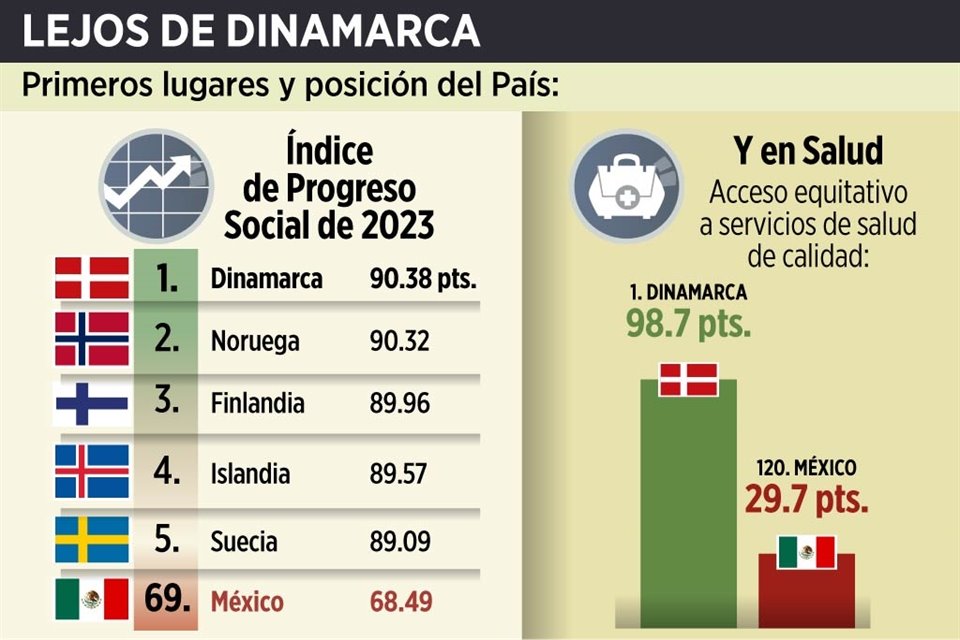 LEJOS DE DINAMARCA
Primeros lugares y posición del País:
Índice
de Progreso
Social de 2023
1. Dinamarca 90.38 pts.
2. Noruega 90.32
3. Finlandia 89.96
4. Islandia 89.57
5. Suecia 89.09
69. México 68.49
Y en Salud
Acceso equitativo
a servicios de salud
de calidad:
1. DINAMARCA
98.7 pts.
120. MÉXICO
29.7 pts.